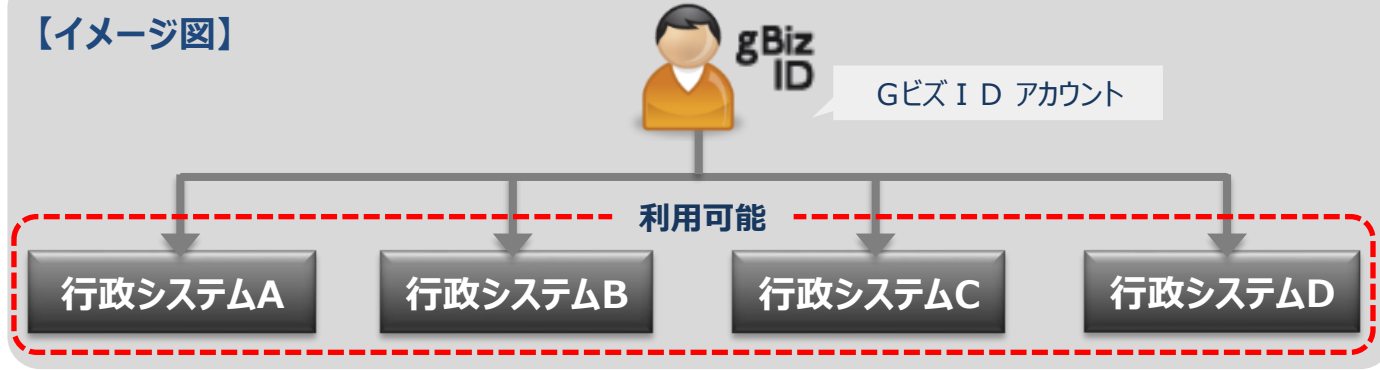 【イメージ図】
gBiz
ID
GビズＩＤ アカウント
利用可能
行政システムA
行政システムB
行政システムC
行政システムD